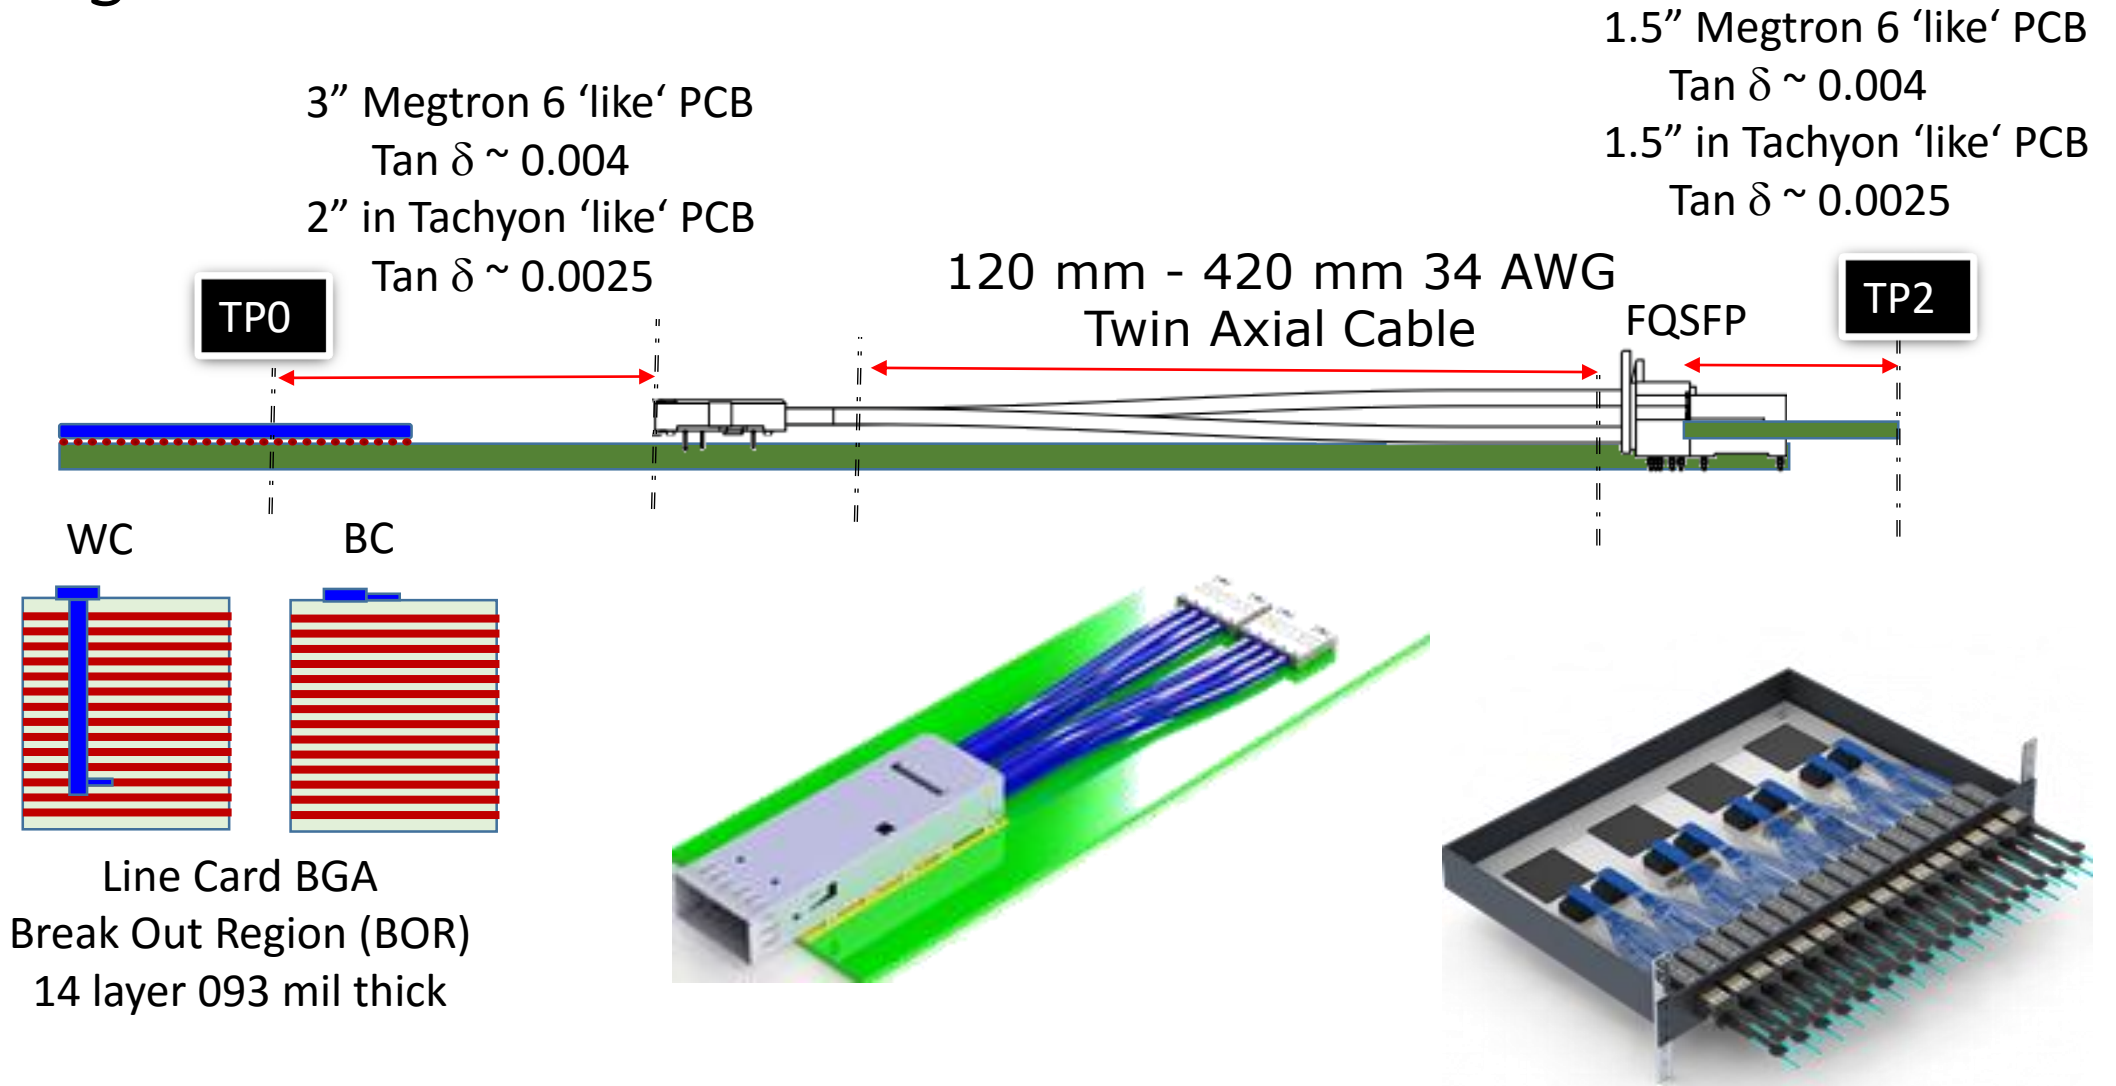 3” Megtron 6 ‘like‘ PCB
Tan δ ~ 0.004
2” in Tachyon ‘like‘ PCB
Tan δ ~ 0.0025
1.5” Megtron 6 ‘like‘ PCB
Tan δ ~ 0.004
1.5” in Tachyon ‘like‘ PCB
Tan δ ~ 0.0025
TP0
120 mm - 420 mm 34 AWG
Twin Axial Cable
FQSFP
TP2
WC
BC
Line Card BGA
Break Out Region (BOR)
14 layer 093 mil thick